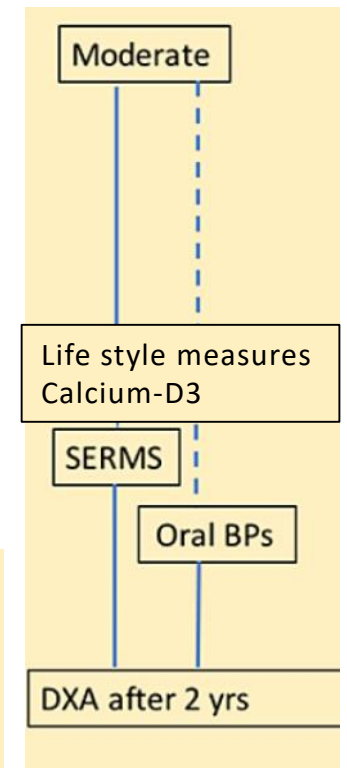 Moderate
Life style measures
Calcium-D3
SERMS
Oral BPs
DXA after 2 yrs